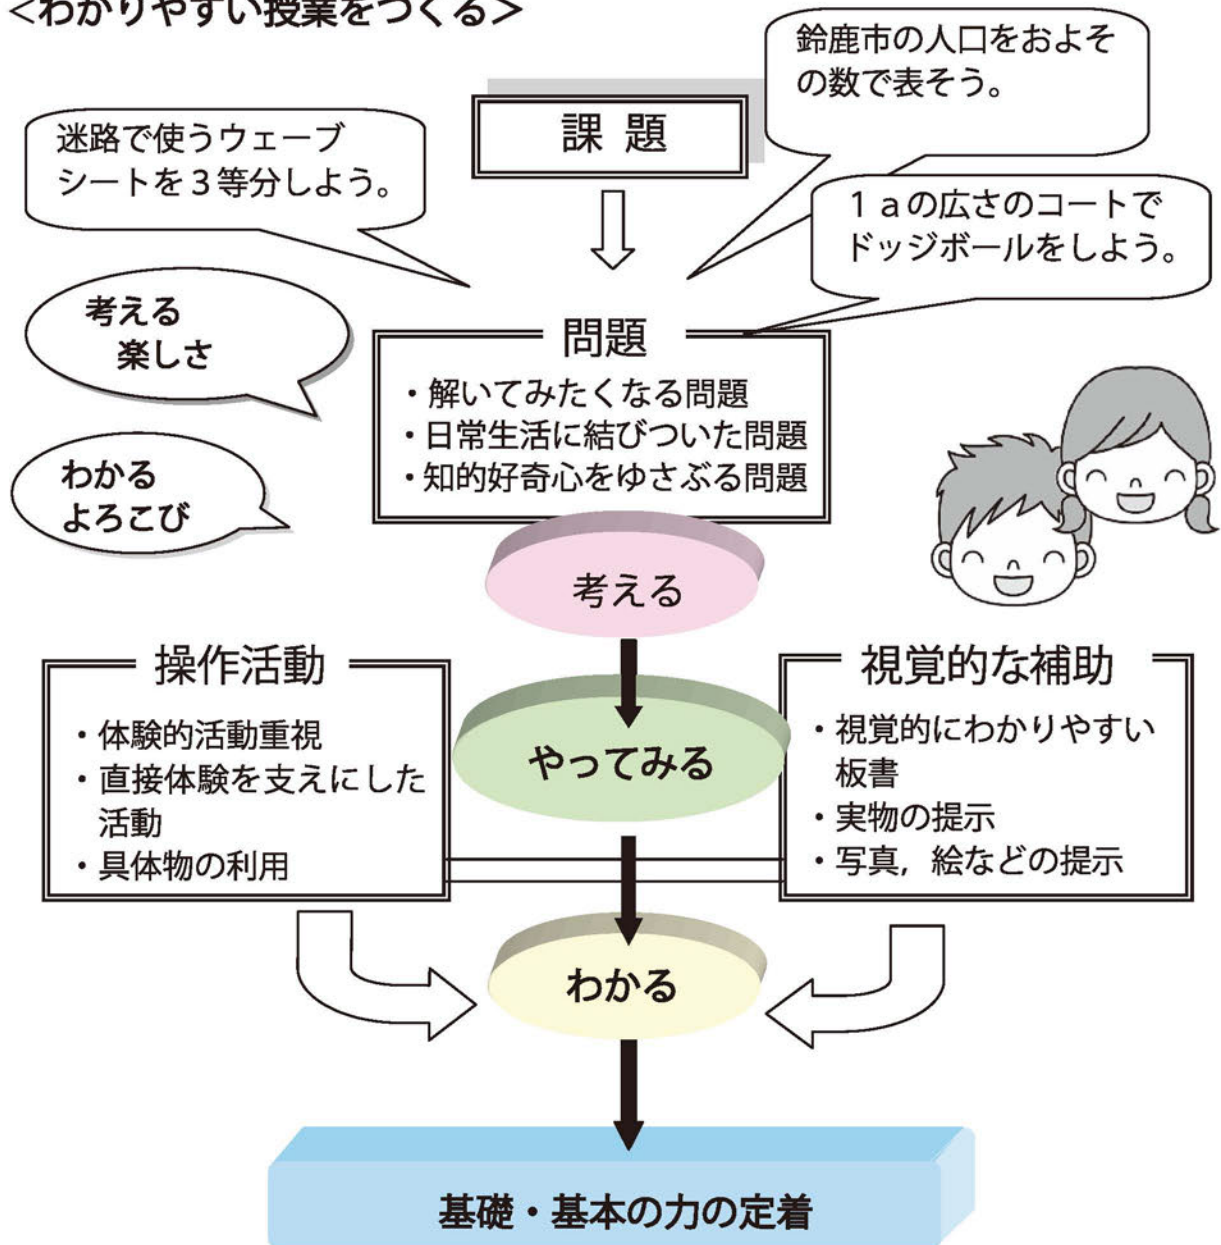 <わかりやすい授業をつくる>
鈴鹿市の人口をおよそ
の数で表そう。
課 題
迷路で使うウェーブ
シートを３等分しよう。
１ａの広さのコートで
ドッジボールをしよう。
考える
楽しさ
問題
・解いてみたくなる問題
・日常生活に結びついた問題
・知的好奇心をゆさぶる問題
わかる
よろこび
考える
操作活動
・体験的活動重視
・直接体験を支えにした
活動
・具体物の利用
やってみる
視覚的な補助
・視覚的にわかりやすい
板書
・実物の提示
・写真，絵などの提示
わかる
基礎・基本の力の定着